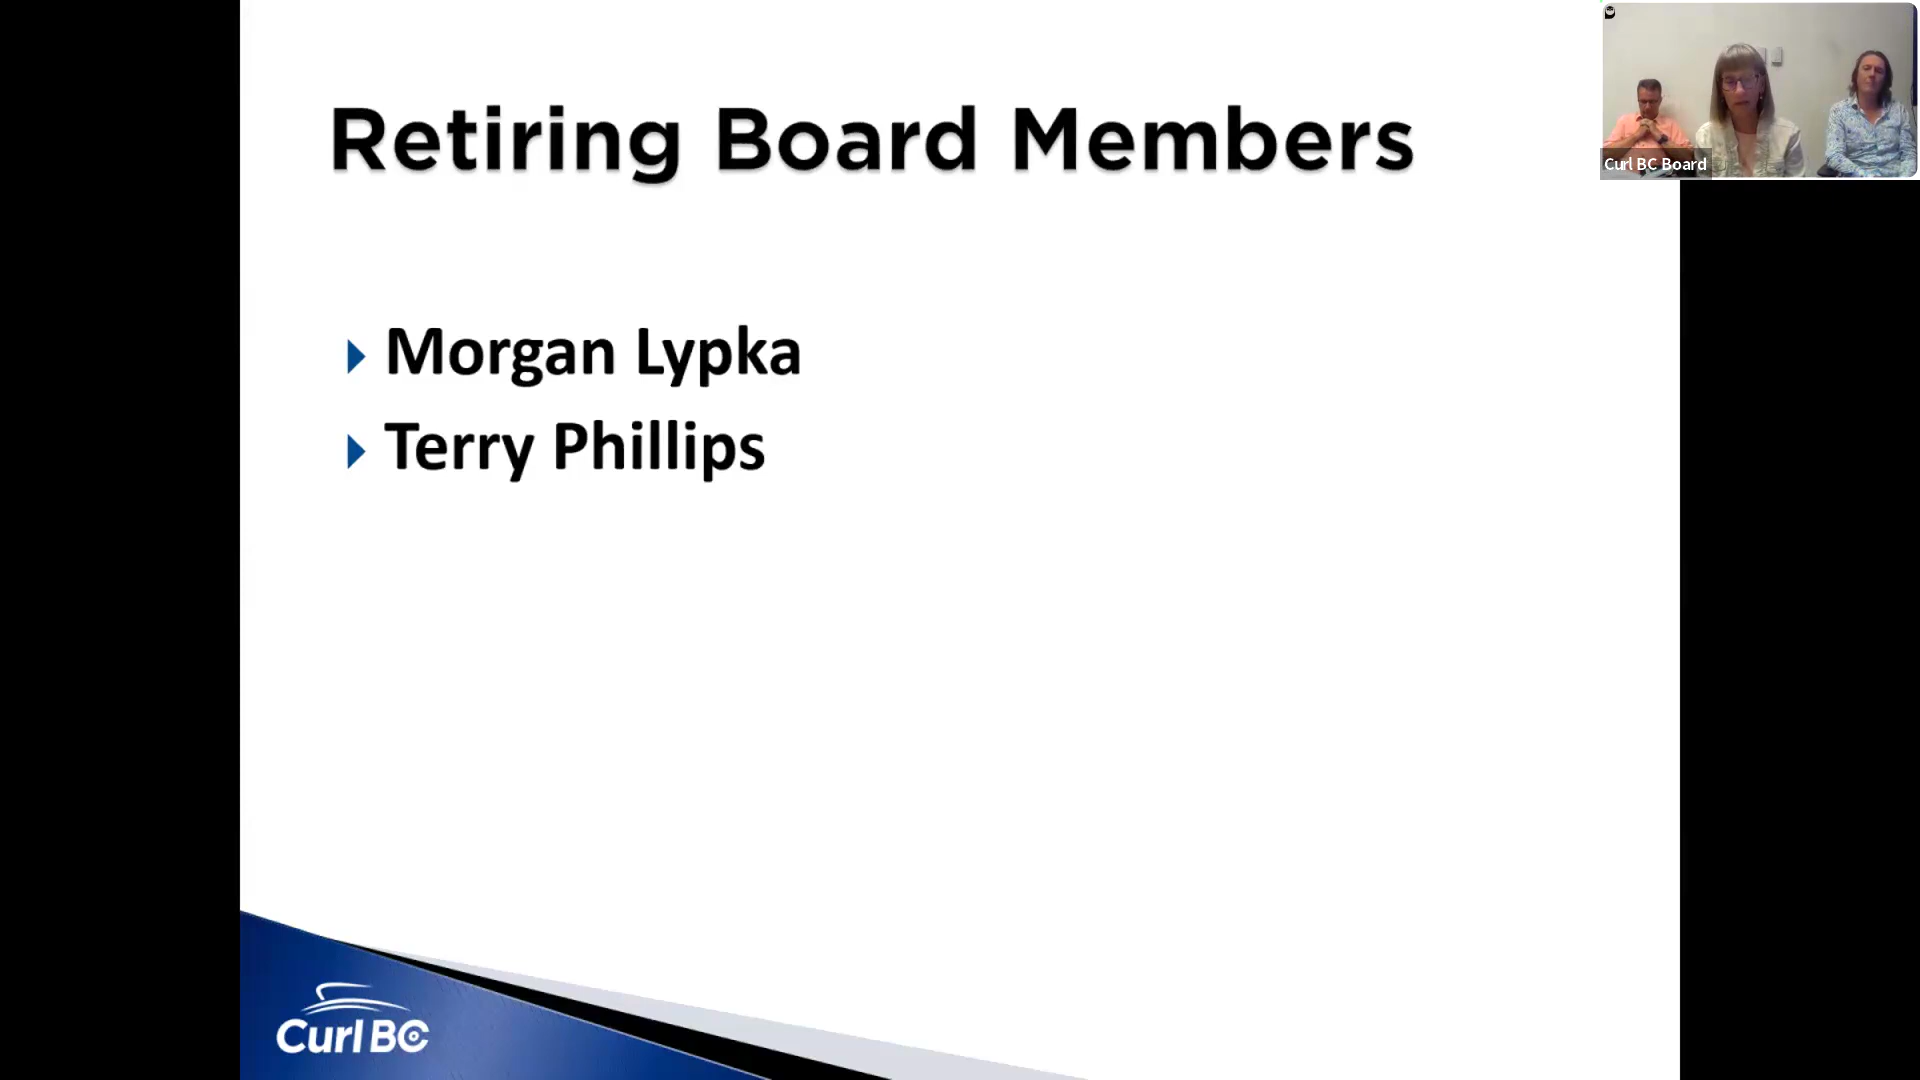 Retiring Board Members
Morgan Lypka
Terry Phillips
Curl BC
Curl BC Board